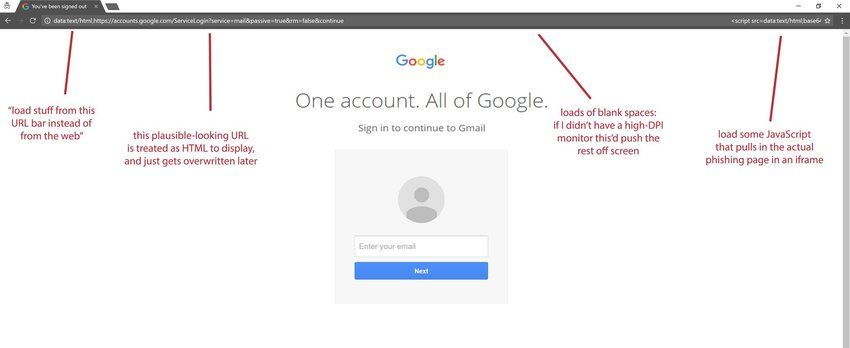 You've been signed out
data:text/html,https://accounts.google.com/ServiceLogin?service=mail&passive=true&rm=false&continue
<script src=data:text/html;base64
Google
One account. All of Google.
Sign in to continue to Gmail
Enter your email
Next
"load stuff from this
URL bar instead of
from the web"
this plausible-looking URL
is treated as HTML to display,
and just gets overwritten later
loads of blank spaces:
if I didn't have a high-DPI
monitor this'd push the
rest off screen
load some JavaScript
that pulls in the actual
phishing page in an iframe